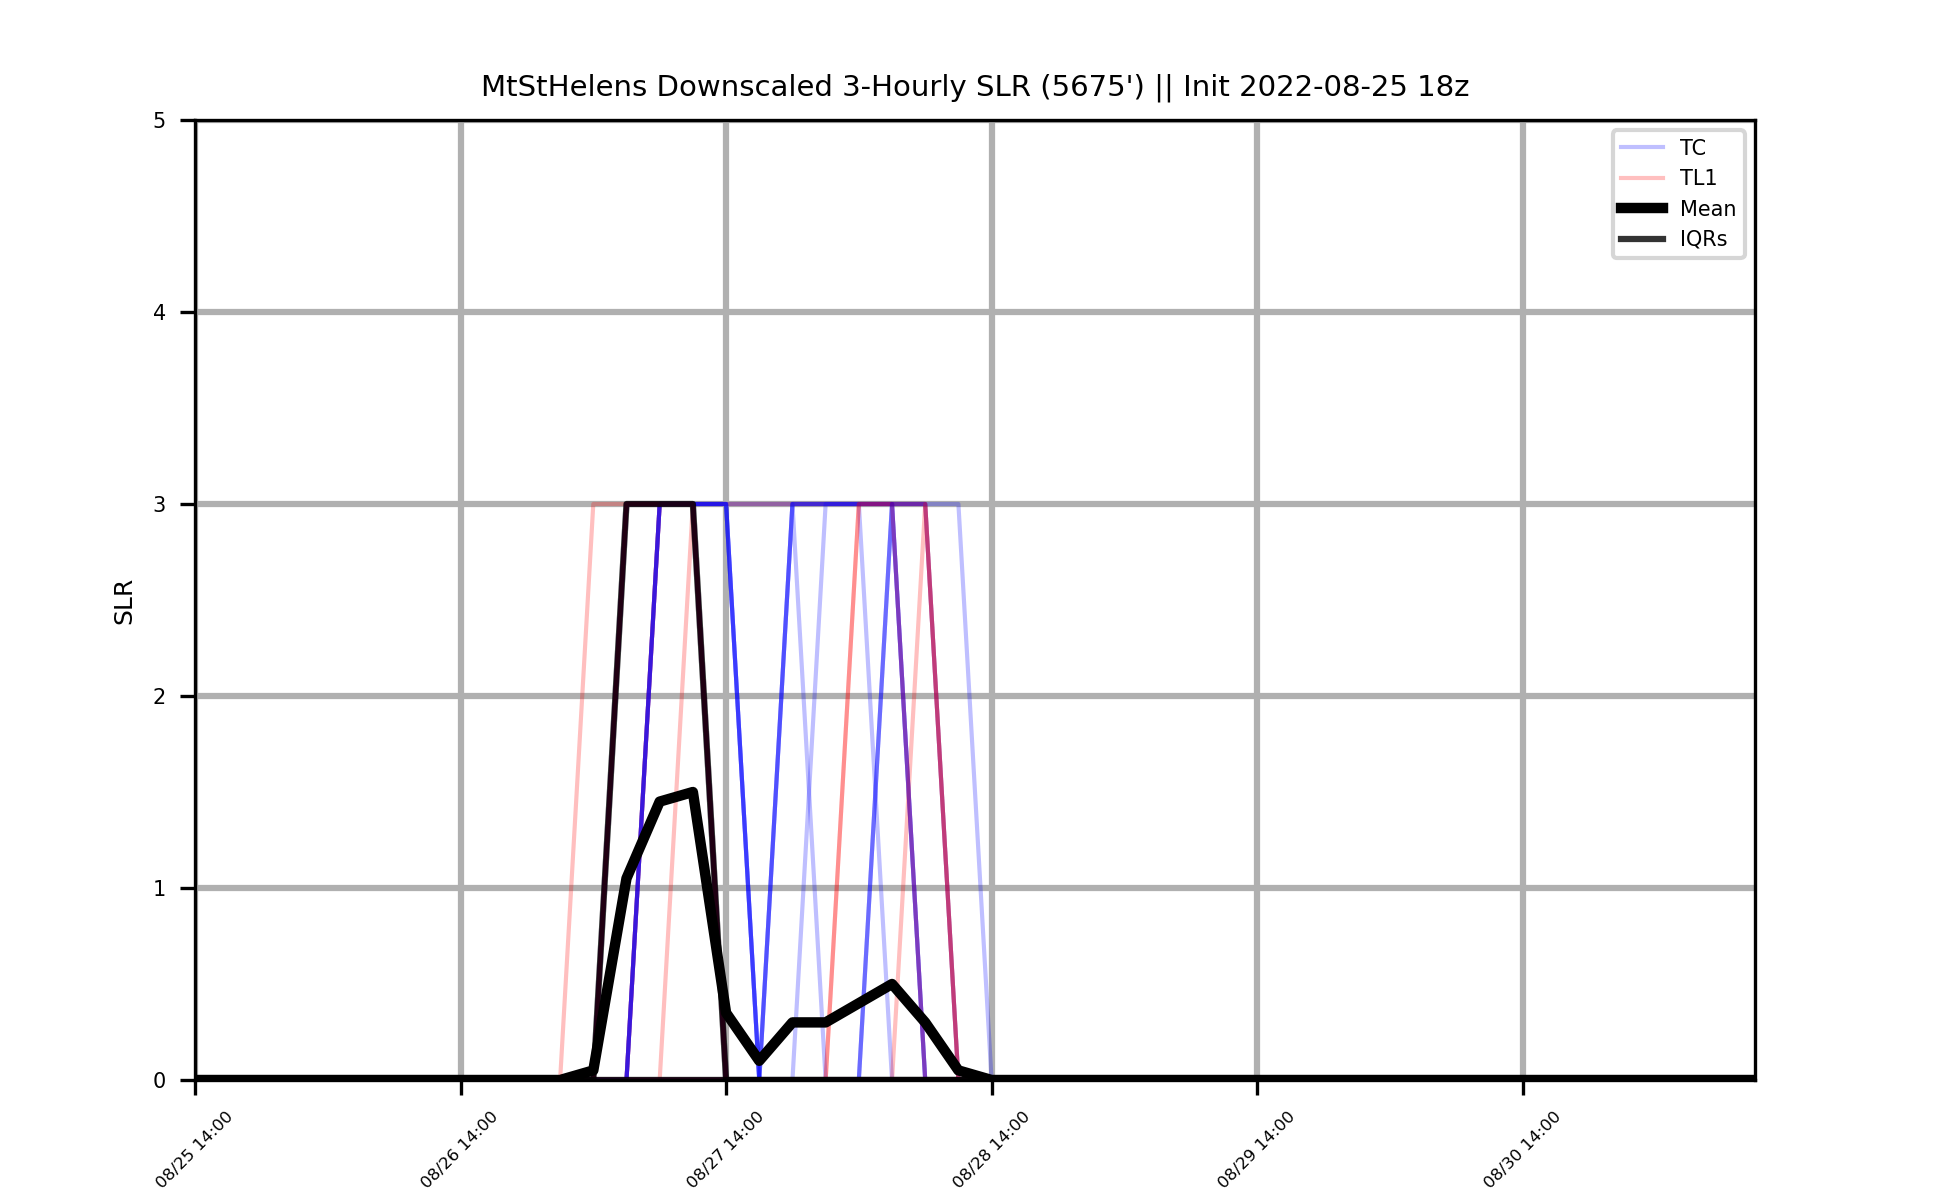 MtStHelens Downscaled 3-Hourly SLR (5675') || Init 2022-08-25 18z
TC
TL1
Mean
IQRs
5
4
3
2
1
0
SLR
08/25 14:00
08/26 14:00
08/27 14:00
08/28 14:00
08/29 14:00
08/30 14:00